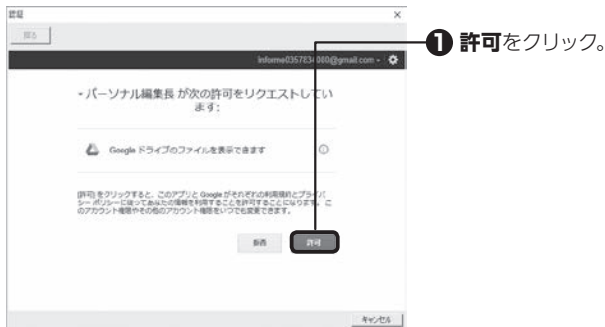 認証
×
戻る
informe0357834010@gmail.com
- パーソナル編集長 が次の許可をリクエストしてい
ます:
Google ドライブのファイルを表示できます
[許可] をクリックすると、このアプリと Google がそれぞれの利用規約とプライバ
シー ポリシーに従ってあなたの情報を利用することを許可することになります。こ
のアカウント権限やその他のアカウント権限をいつでも変更できます。
拒否
許可
キャンセル
1 許可をクリック。